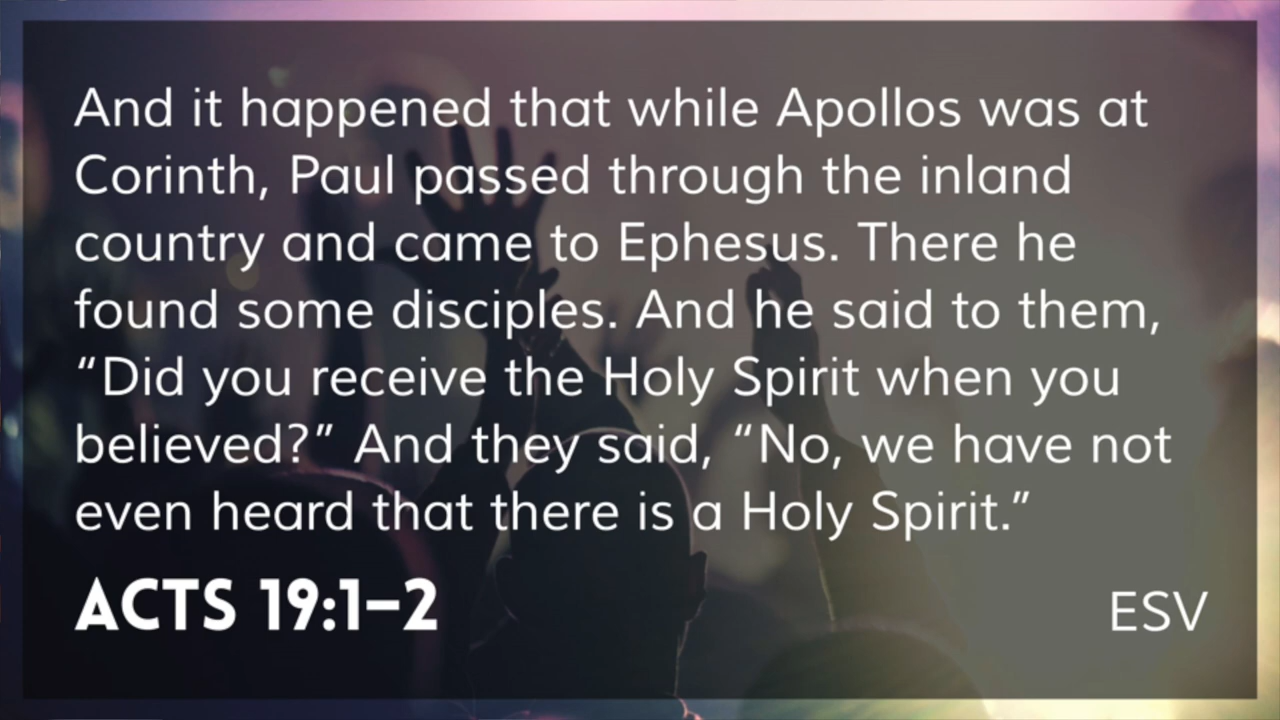 And it happened that while Apollos was at
Corinth, Paul passed through the inland
country and came to Ephesus. There he
found some disciples. And he said to them,
“Did you receive the Holy Spirit when you
believed?” And they said, “No, we have not
even heard that there is a Holy Spirit.”
ACTS 19:1–2
ESV